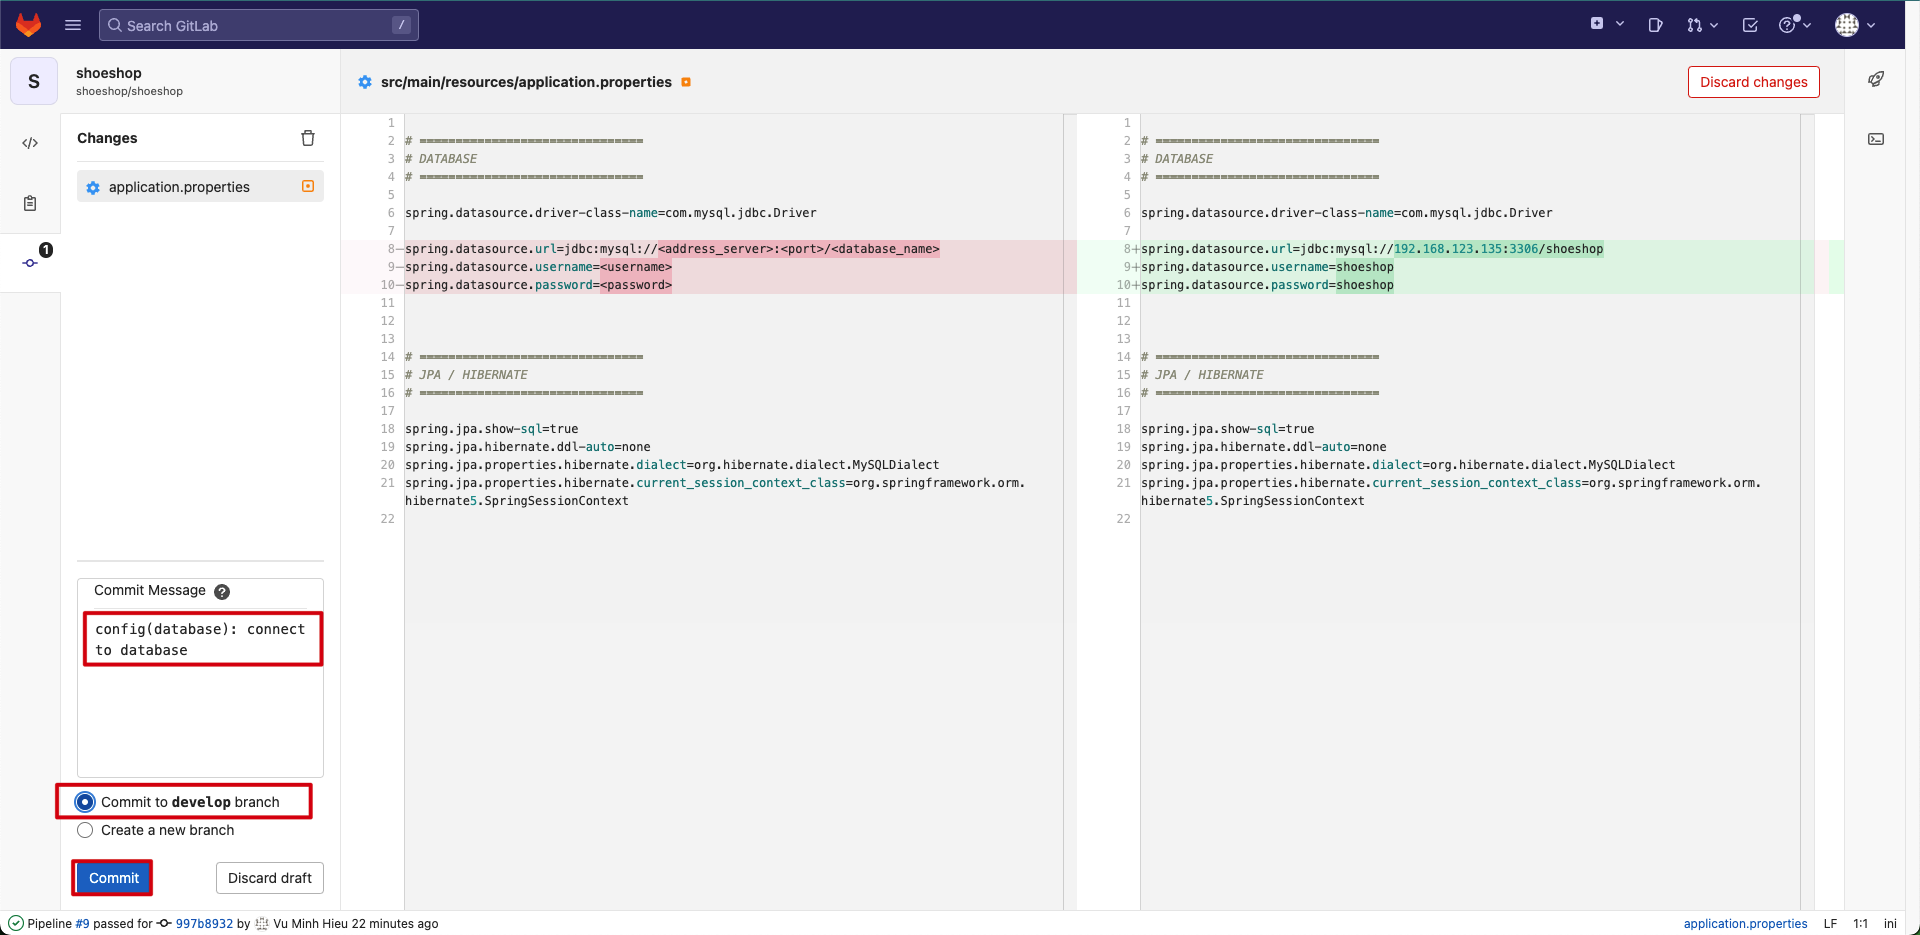 Search GitLab /
S
shoeshop
shoeshop/shoeshop
src/main/resources/application.properties
Discard changes
Changes
application.properties
1
1
2 # ===============================
3 # DATABASE
4 # ===============================
5
6 spring.datasource.driver-class-name=com.mysql.jdbc.Driver
7
8-spring.datasource.url=jdbc:mysql://<address_server>:<port>/<database_name>
9-spring.datasource.username=<username>
10-spring.datasource.password=<password>
11
12
13
14 # ===============================
15 # JPA / HIBERNATE
16 # ===============================
17
18 spring.jpa.show-sql=true
19 spring.jpa.hibernate.ddl-auto=none
20 spring.jpa.properties.hibernate.dialect=org.hibernate.dialect.MySQLDialect
21 spring.jpa.properties.hibernate.current_session_context_class=org.springframework.orm.
hibernate5.SpringSessionContext
22
1
2 # ===============================
3 # DATABASE
4 # ===============================
5
6 spring.datasource.driver-class-name=com.mysql.jdbc.Driver
7
8+spring.datasource.url=jdbc:mysql://192.168.123.135:3306/shoeshop
9+spring.datasource.username=shoeshop
10+spring.datasource.password=shoeshop
11
12
13
14 # ===============================
15 # JPA / HIBERNATE
16 # ===============================
17
18 spring.jpa.show-sql=true
19 spring.jpa.hibernate.ddl-auto=none
20 spring.jpa.properties.hibernate.dialect=org.hibernate.dialect.MySQLDialect
21 spring.jpa.properties.hibernate.current_session_context_class=org.springframework.orm.
hibernate5.SpringSessionContext
22
Commit Message ?
config(database): connect
to database
Commit to develop branch
Create a new branch
Commit
Discard draft
Pipeline #9 passed for 997b8932 by Vu Minh Hieu 22 minutes ago
application.properties LF 1:1 ini